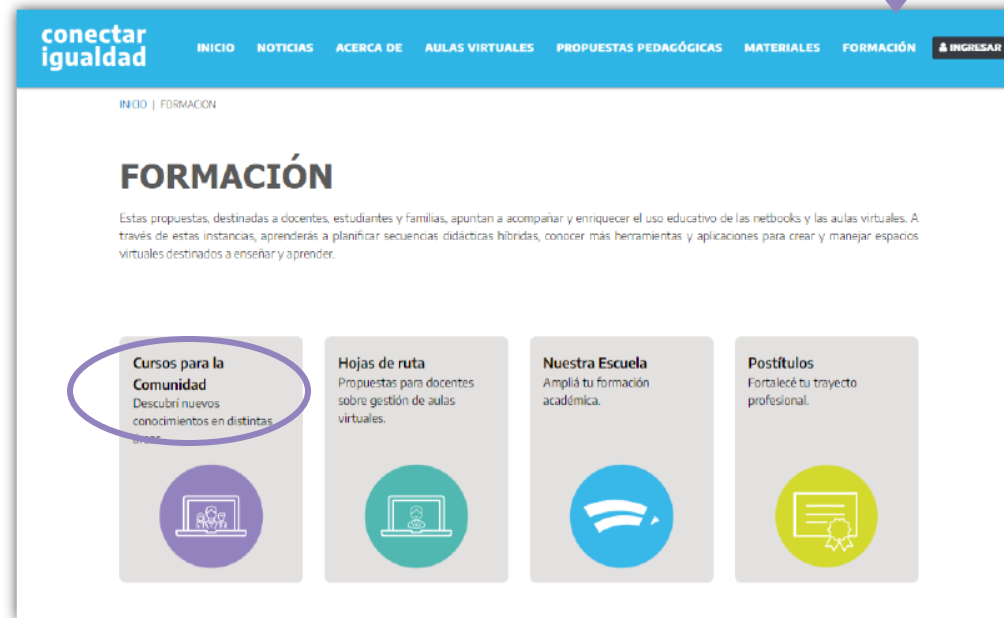 conectar
igualdad
INICIO NOTICIAS ACERCA DE AULAS VIRTUALES PROPUESTAS PEDAGÓGICAS MATERIALES FORMACIÓN INGRESAR
INICIO | FORMACION
FORMACIÓN
Estas propuestas, destinadas a docentes, estudiantes y familias, apuntan a acompañar y enriquecer el uso educativo de las netbooks y las aulas virtuales. A
través de estas instancias, aprenderás a planificar secuencias didácticas híbridas, conocer más herramientas y aplicaciones para crear y manejar espacios
virtuales destinados a enseñar y aprender.
Cursos para la
Comunidad
Descubrí nuevos
conocimientos en distintas
áreas.
Hojas de ruta
Propuestas para docentes
sobre gestión de aulas
virtuales.
Nuestra Escuela
Ampliá tu formación
académica.
Postítulos
Fortalecé tu trayecto
profesional.